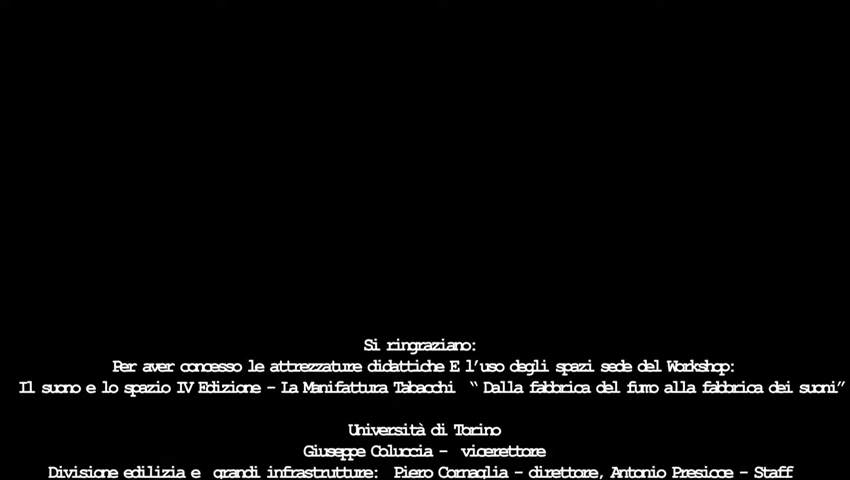 Si ringraziano:
Per aver concesso le attrezzature didattiche E l'uso degli spazi sede del Workshop:
Il suono e lo spazio IV Edizione - La Manifattura Tabacchi " Dalla fabbrica del fumo alla fabbrica dei suoni"
Università di Torino
Giuseppe Coluccia - vicerettore
Divisione edilizia e grandi infrastrutture: Piero Cornaglia - direttore, Antonio Presicce - Staff